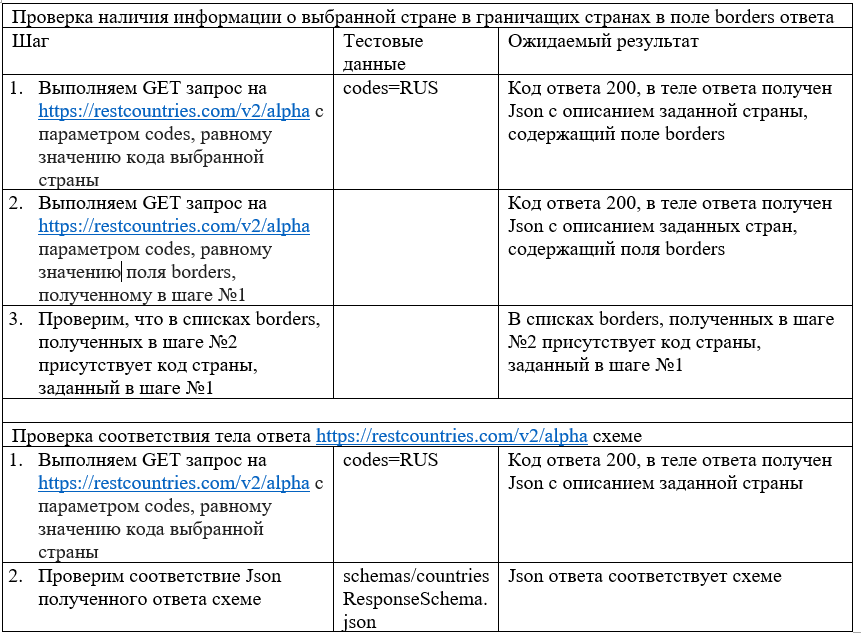 Проверка наличия информации о выбранной стране в граничащих странах в поле borders ответа
Шаг
Тестовые
данные
Ожидаемый результат
1. Выполняем GET запрос на
https://restcountries.com/v2/alpha с
параметром codes, равному
значению кода выбранной
страны
codes=RUS
Код ответа 200, в теле ответа получен
Json с описанием заданной страны,
содержащий поле borders
2. Выполняем GET запрос на
https://restcountries.com/v2/alpha
параметром codes, равному
значению поля borders,
полученному в шаге №1
Код ответа 200, в теле ответа получен
Json с описанием заданных стран,
содержащий поля borders
3. Проверим, что в списках borders,
полученных в шаге №2
присутствует код страны,
заданный в шаге №1
В списках borders, полученных в шаге
№2 присутствует код страны,
заданный в шаге №1
Проверка соответствия тела ответа https://restcountries.com/v2/alpha схеме
1. Выполняем GET запрос на
https://restcountries.com/v2/alpha с
параметром codes, равному
значению кода выбранной
страны
codes=RUS
Код ответа 200, в теле ответа получен
Json с описанием заданной страны
2. Проверим соответствие Json
полученного ответа схеме
schemas/countries
ResponseSchema.
json
Json ответа соответствует схеме